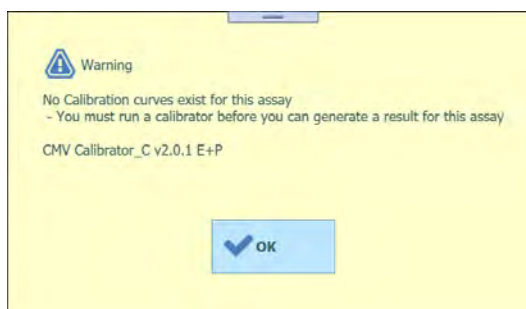 Warning
No Calibration curves exist for this assay
- You must run a calibrator before you can generate a result for this assay
CMV Calibrator_C v2.0.1 E+P
OK